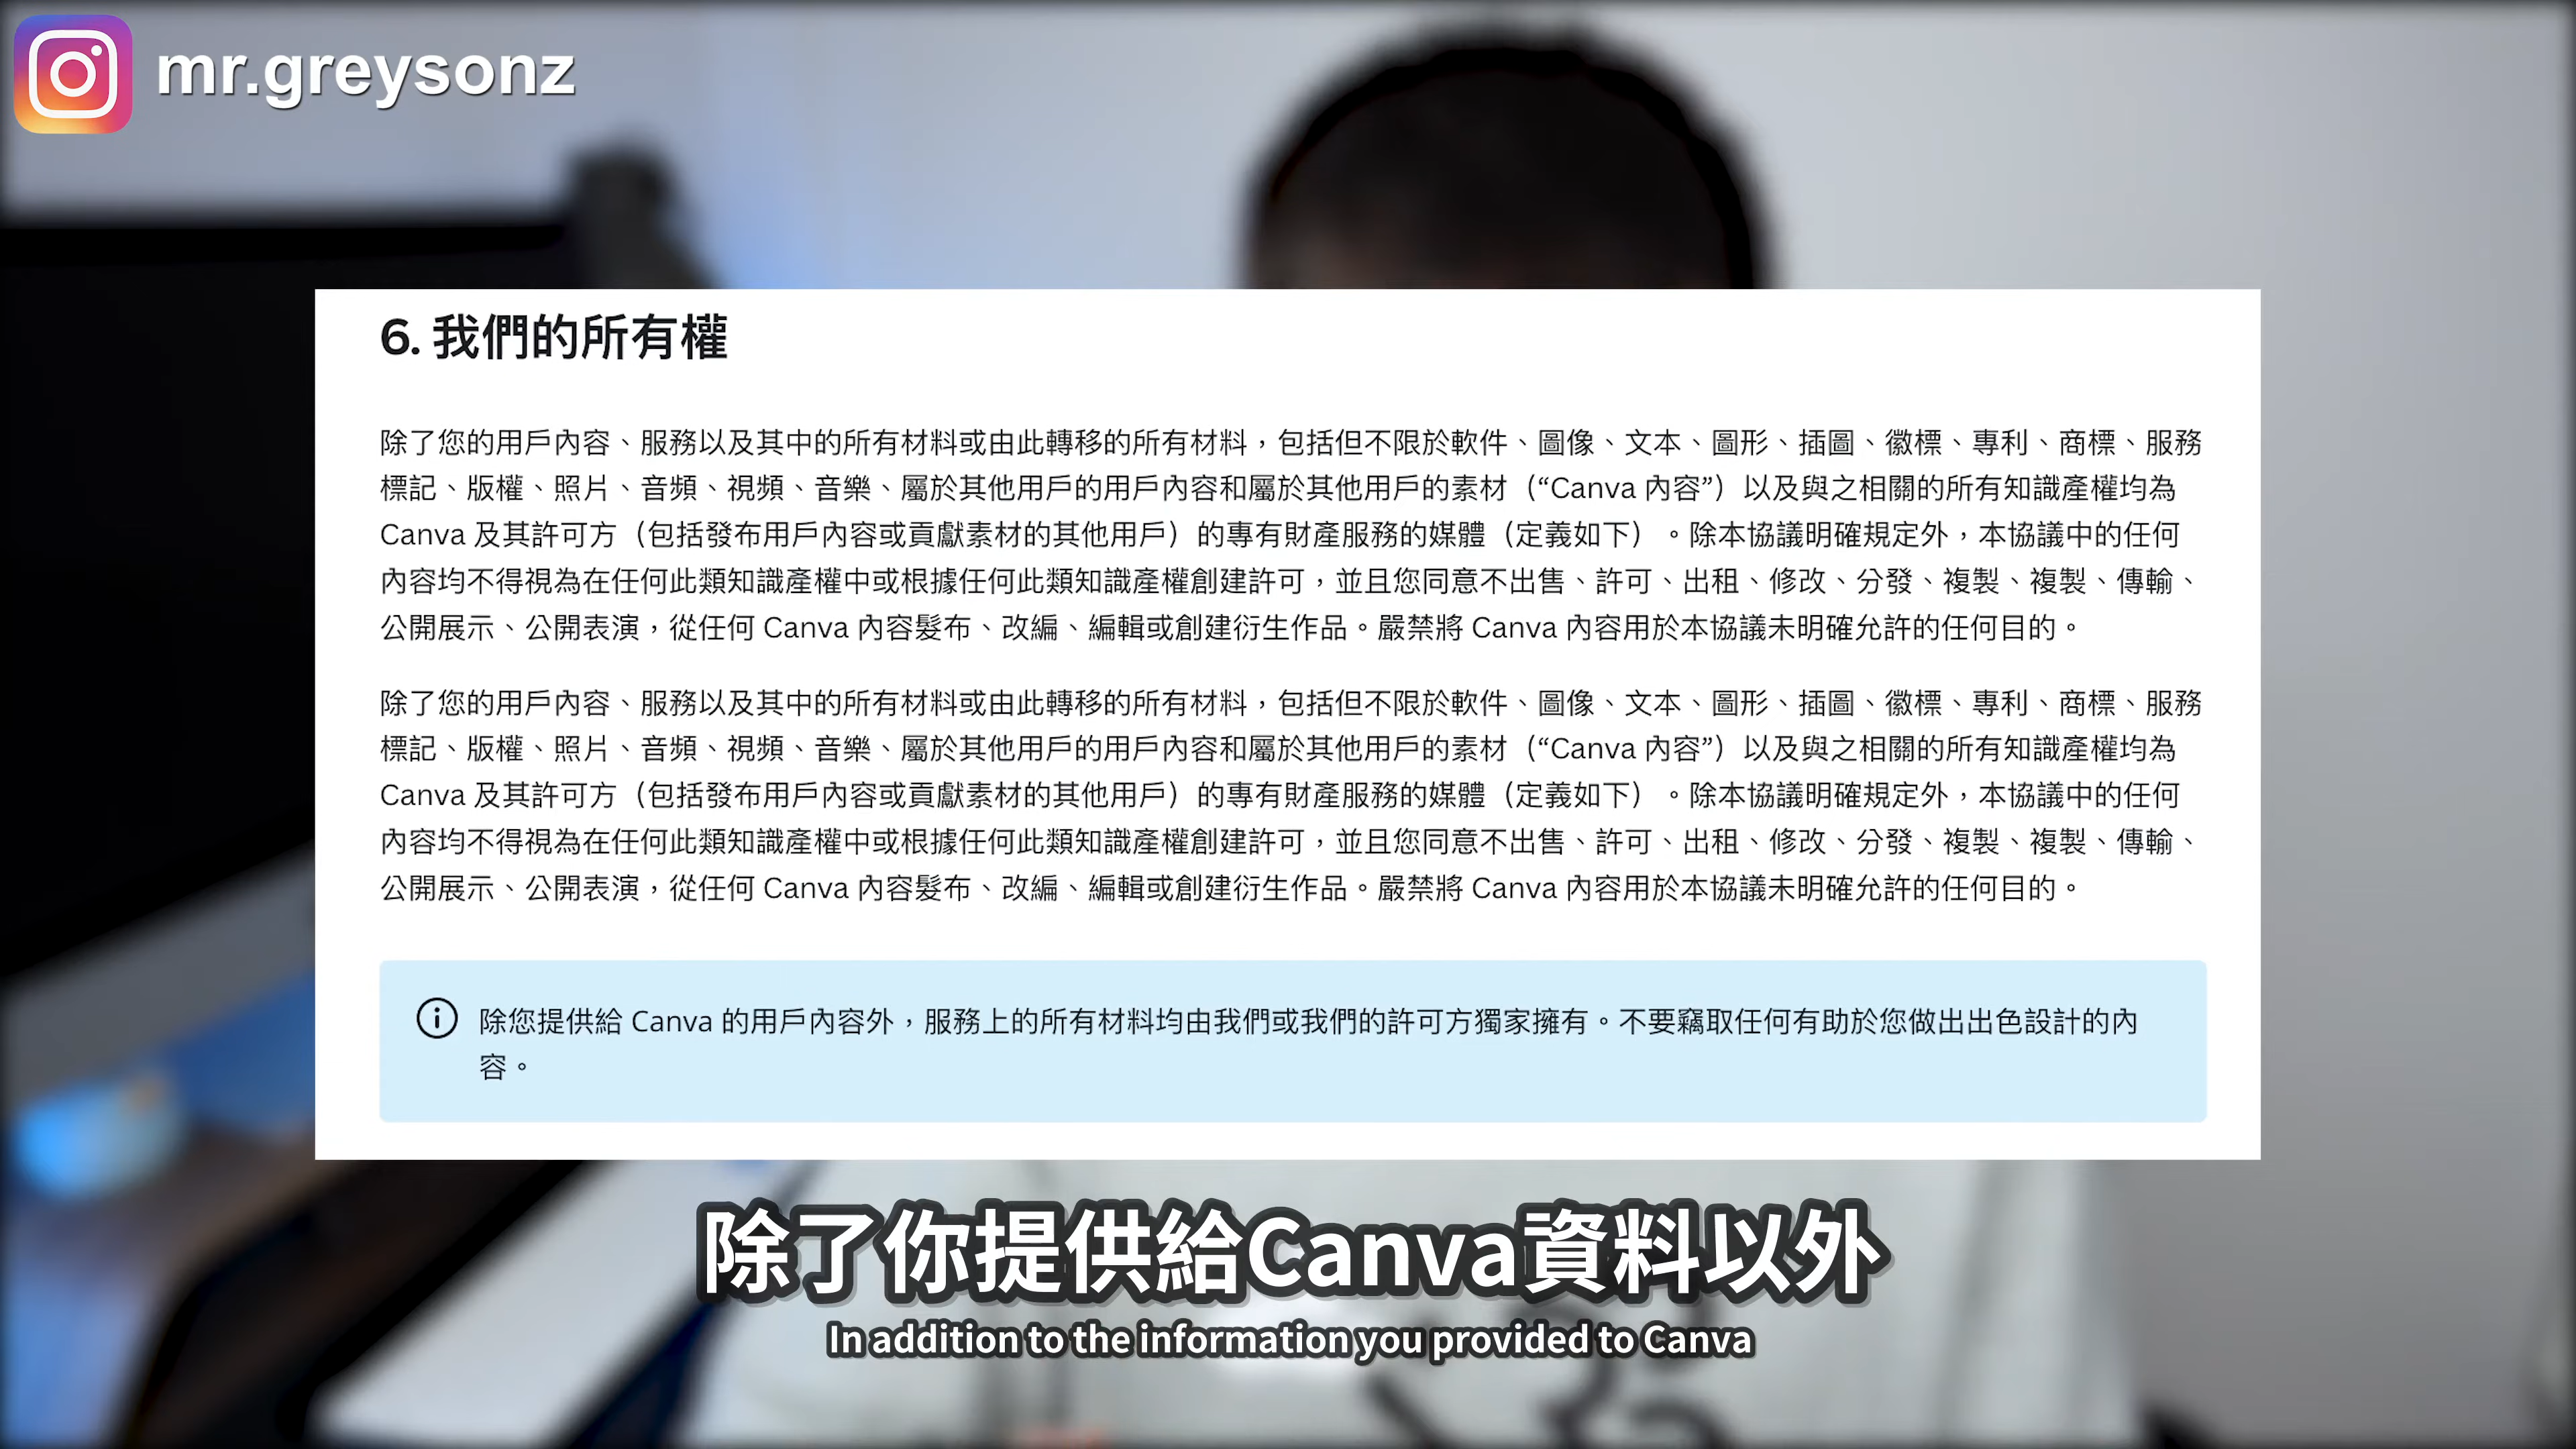 mr.greysonz
6. 我們的所有權
除了您的用戶內容、服務以及其中的所有材料或由此轉移的所有材料，包括但不限於軟件、圖像、文本、圖形、插圖、徽標、專利、商標、服務
標記、版權、照片、音頻、視頻、音樂、屬於其他用戶的用戶內容和屬於其他用戶的素材（“Canva 內容”）以及與之相關的所有知識產權均為
Canva 及其許可方（包括發布用戶內容或貢獻素材的其他用戶）的專有財產服務的媒體（定義如下）。除本協議明確規定外，本協議中的任何
內容均不得視為在任何此類知識產權中或根據任何此類知識產權創建許可，並且您同意不出售、許可、出租、修改、分發、複製、複製、傳輸、
公開展示、公開表演，從任何 Canva 內容髮布、改編、編輯或創建衍生作品。嚴禁將 Canva 內容用於本協議未明確允許的任何目的。
除了您的用戶內容、服務以及其中的所有材料或由此轉移的所有材料，包括但不限於軟件、圖像、文本、圖形、插圖、徽標、專利、商標、服務
標記、版權、照片、音頻、視頻、音樂、屬於其他用戶的用戶內容和屬於其他用戶的素材（“Canva 內容”）以及與之相關的所有知識產權均為
Canva 及其許可方（包括發布用戶內容或貢獻素材的其他用戶）的專有財產服務的媒體（定義如下）。除本協議明確規定外，本協議中的任何
內容均不得視為在任何此類知識產權中或根據任何此類知識產權創建許可，並且您同意不出售、許可、出租、修改、分發、複製、複製、傳輸、
公開展示、公開表演，從任何 Canva 內容髮布、改編、編輯或創建衍生作品。嚴禁將 Canva 內容用於本協議未明確允許的任何目的。
除您提供給 Canva 的用戶內容外，服務上的所有材料均由我們或我們的許可方獨家擁有。不要竊取任何有助於您做出出色設計的內
容。
除了你提供給Canva資料以外
In addition to the information you provided to Canva